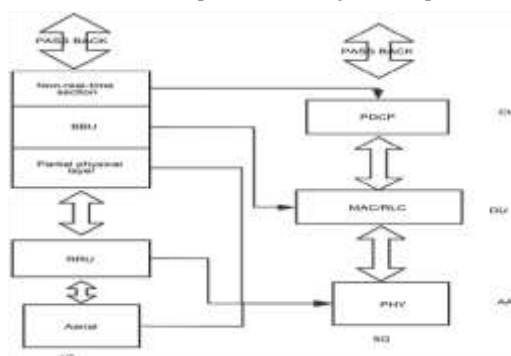 PASS BACK
PASS BACK
Non-real-time
section
BBU
Partial physical
layer
RRU
Aerial
PDCP
MAC/RLC
DU
PHY
5G